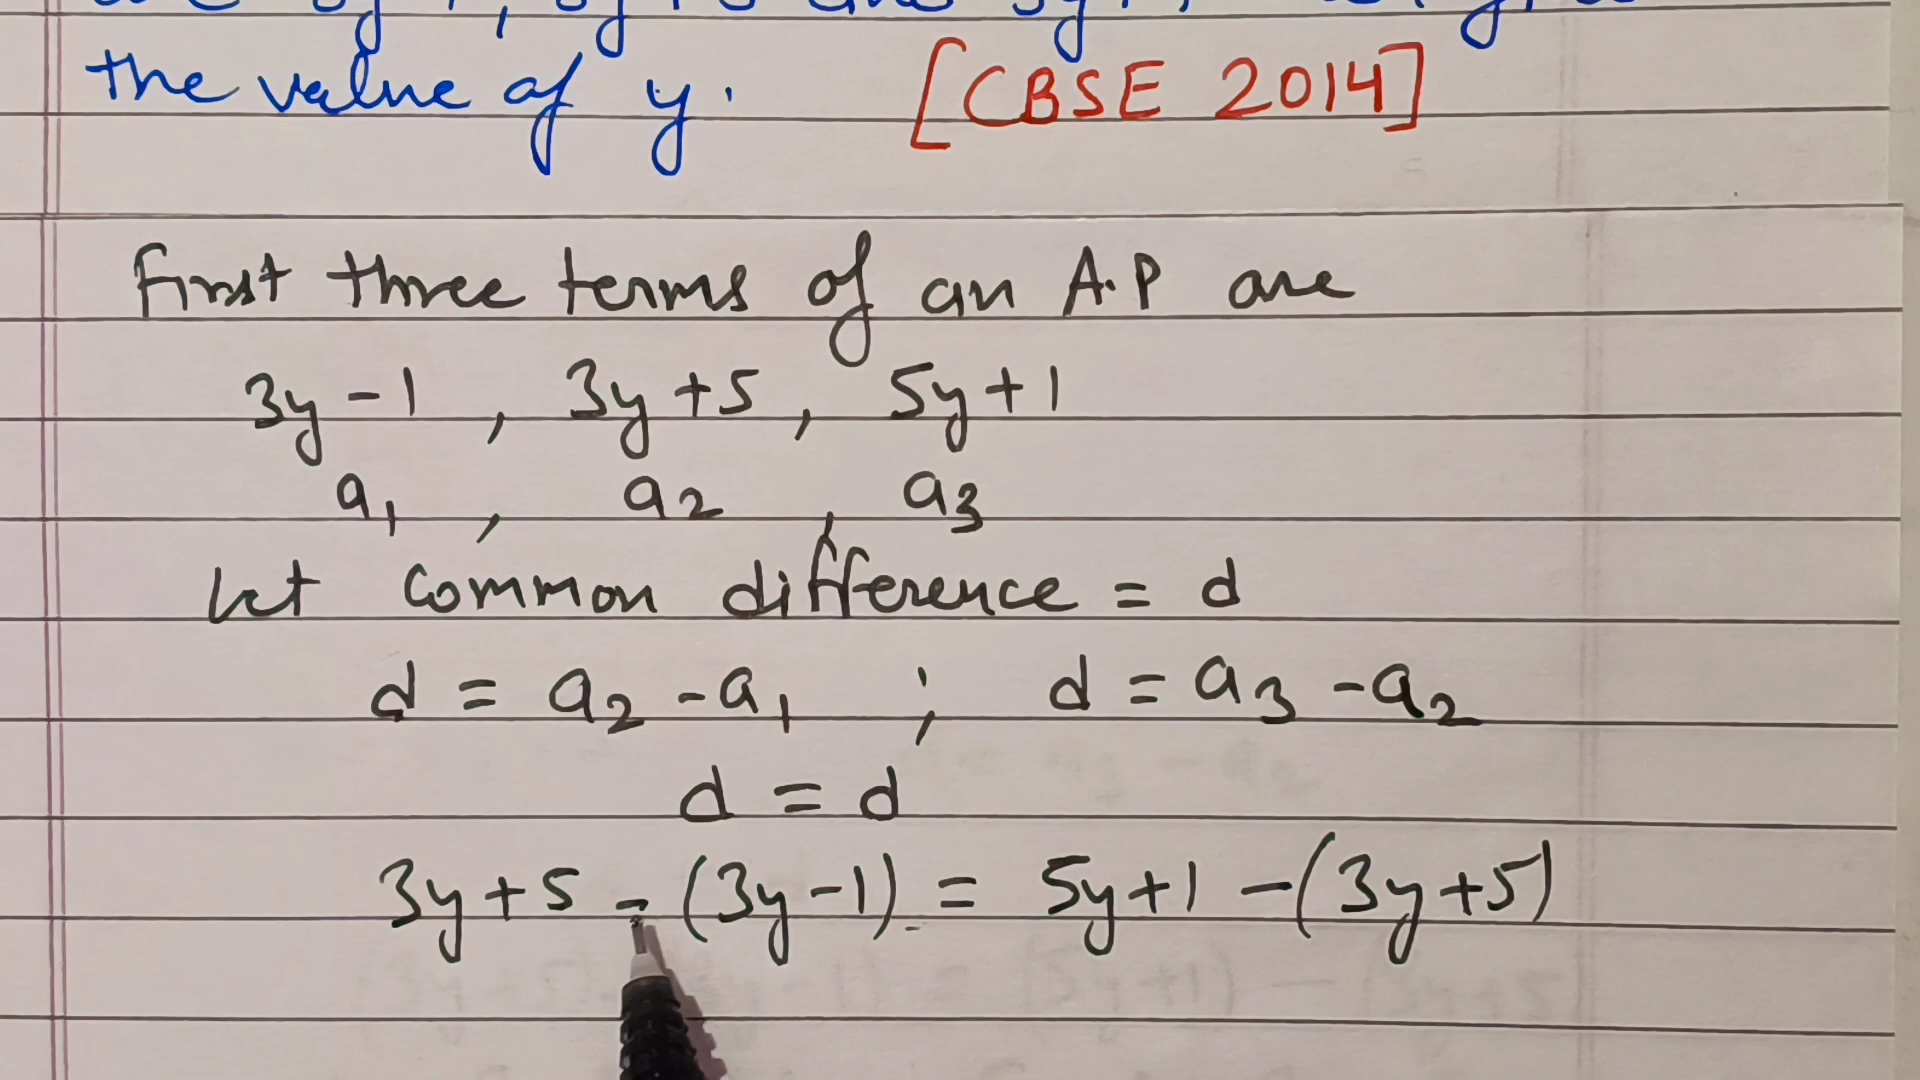 the value of y. [CBSE 2014]
First three terms of an A.P are
3y-1, 3y+5, 5y+1
a₁, a₂, a₃
let common difference = d
d = a₂ - a₁ ; d = a₃ - a₂
d = d
3y+5 - (3y-1) = 5y+1 - (3y+5)